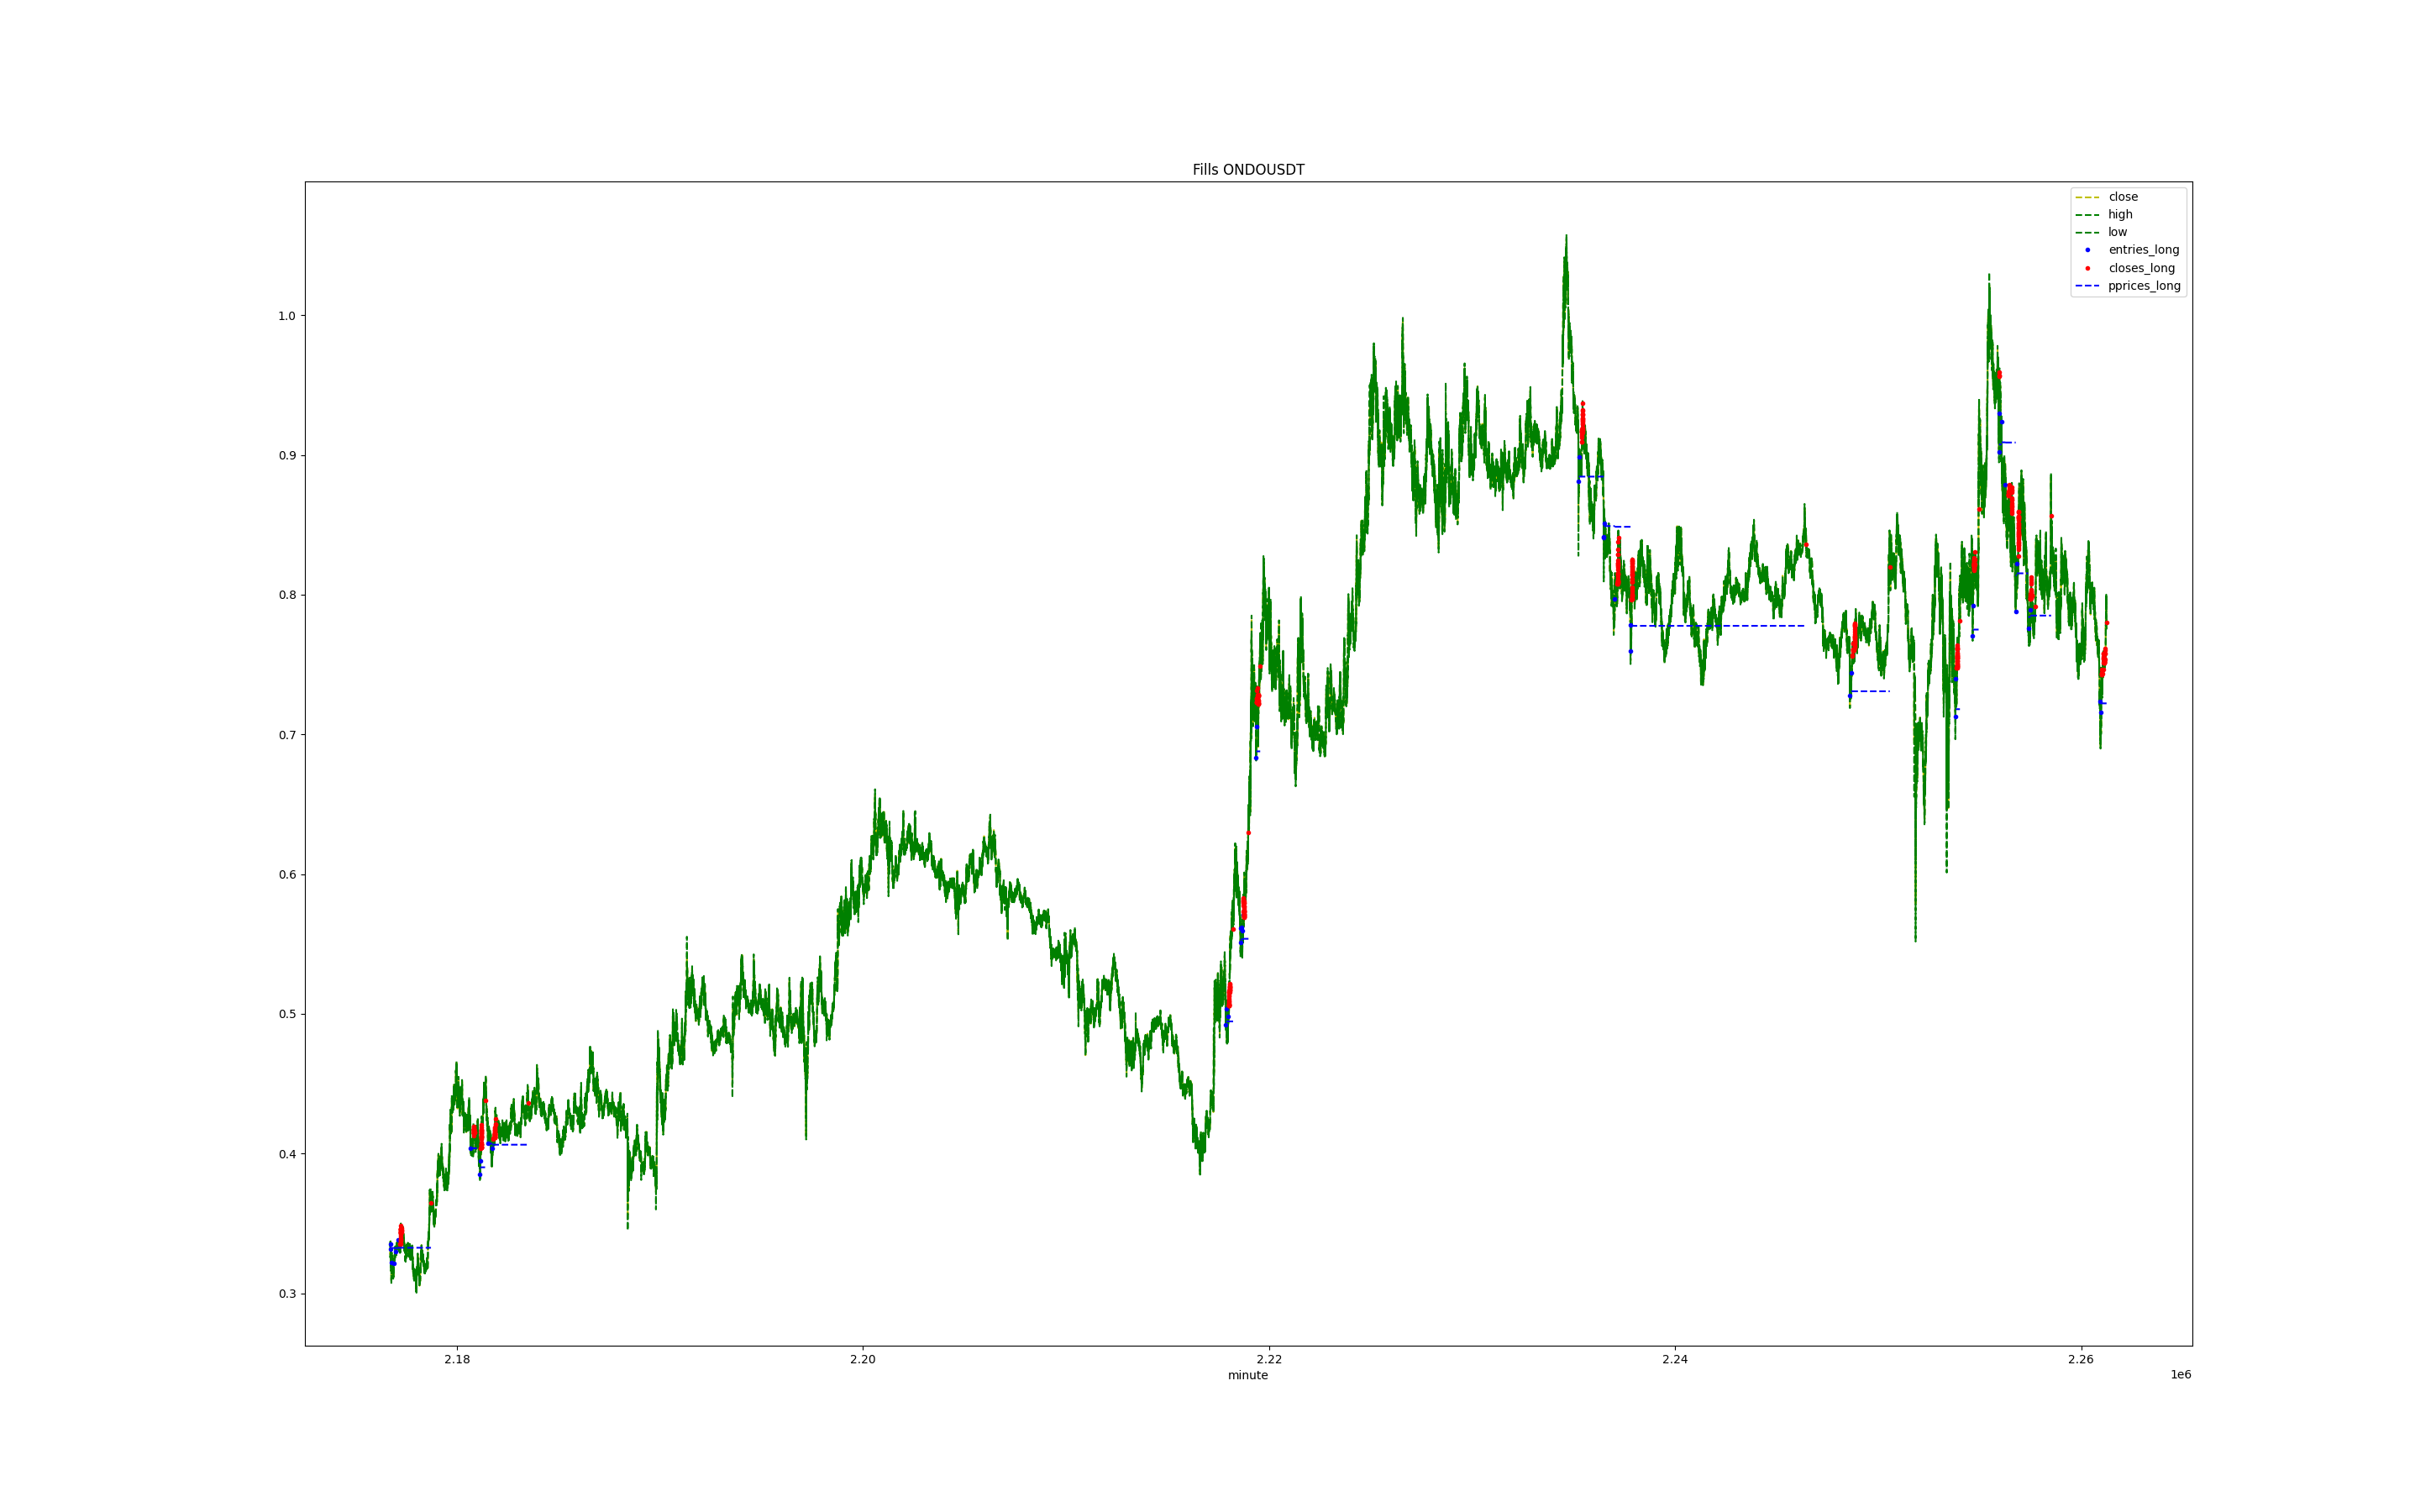 Fills ONDOUSDT
close
high
low
entries_long
closes_long
pprices_long
1.0
0.9
0.8
0.7
0.6
0.5
0.4
0.3
2.18
2.20
2.22
2.24
2.26
minute
1e6